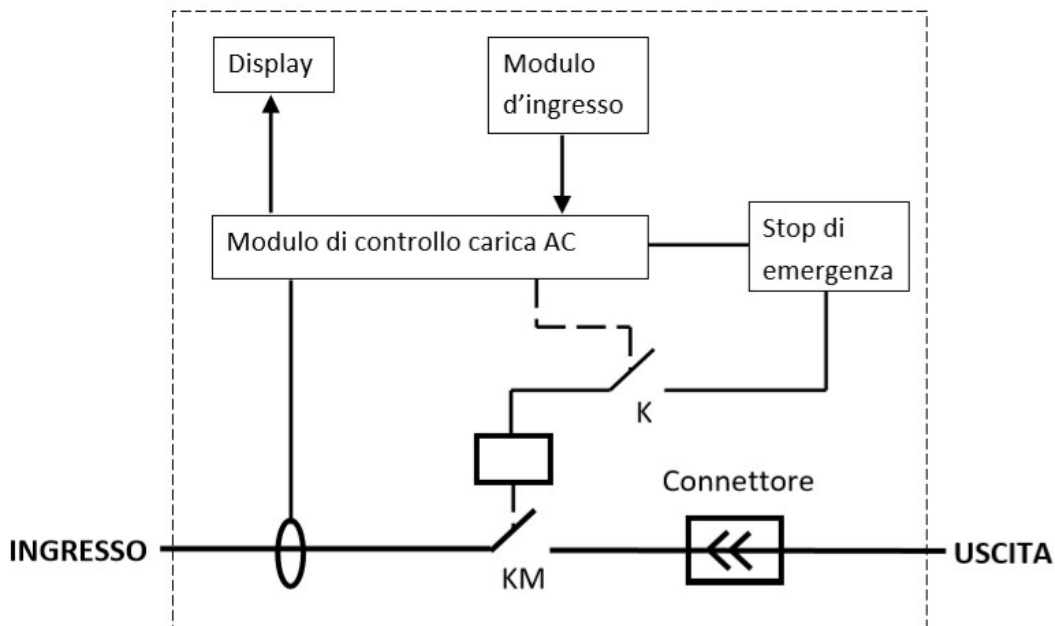 Display
Modulo
d'ingresso
Modulo di controllo carica AC
Stop di
emergenza
K
Connettore
INGRESSO
KM
USCITA